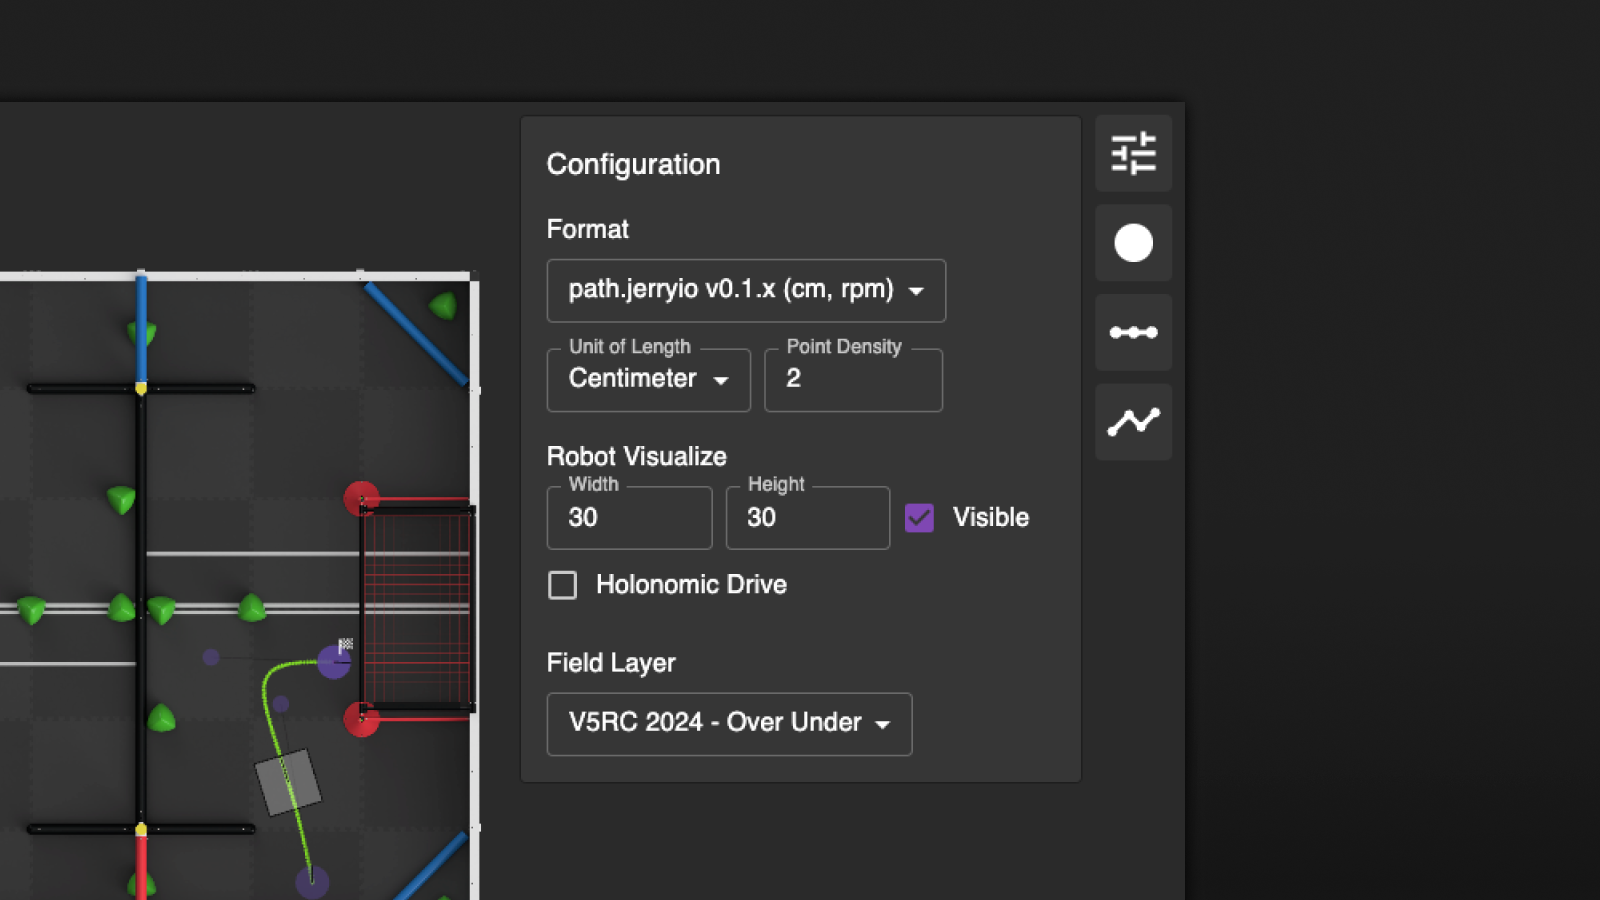 Configuration
Format
path.jerryio v0.1.x (cm, rpm)
Unit of Length
Point Density
Centimeter
2
Robot Visualize
Width
Height
30
30
Visible
Holonomic Drive
Field Layer
V5RC 2024 - Over Under